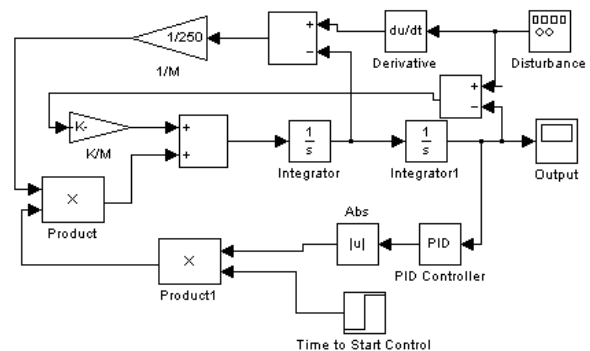 1/250
1/M
+
−
du/dt
Derivative
Disturbance
+
−
K-
K/M
+
+
1
s
Integrator
1
s
Integrator1
Output
×
Product
Abs
|u|
PID
PID Controller
×
Product1
Time to Start Control